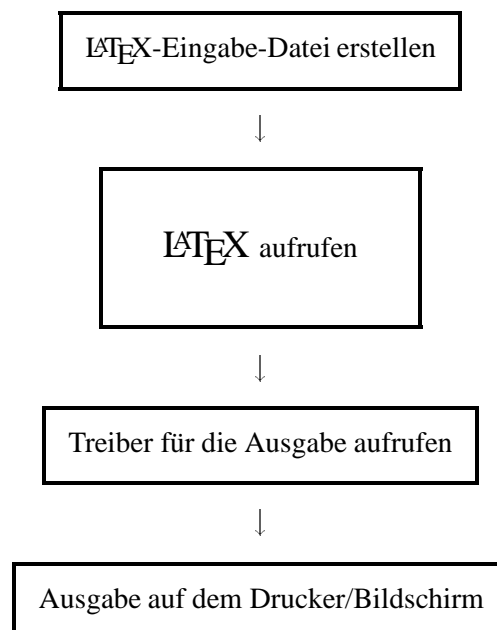 LATEX-Eingabe-Datei erstellen
↓
LATEX aufrufen
↓
Treiber für die Ausgabe aufrufen
↓
Ausgabe auf dem Drucker/Bildschirm